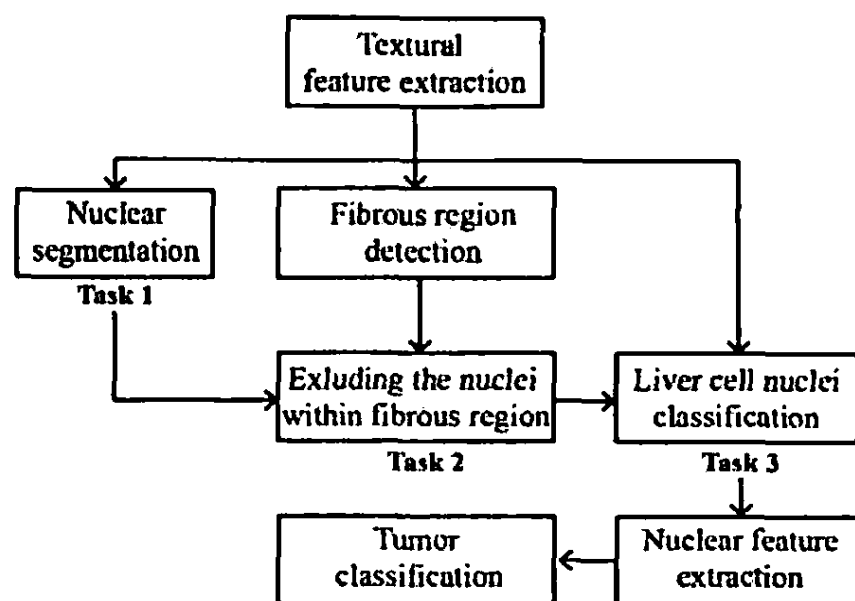 Textural
feature extraction
Nuclear
segmentation
Task 1
Fibrous region
detection
Exluding the nuclei
within fibrous region
Task 2
Liver cell nuclei
classification
Task 3
Tumor
classification
Nuclear feature
extraction